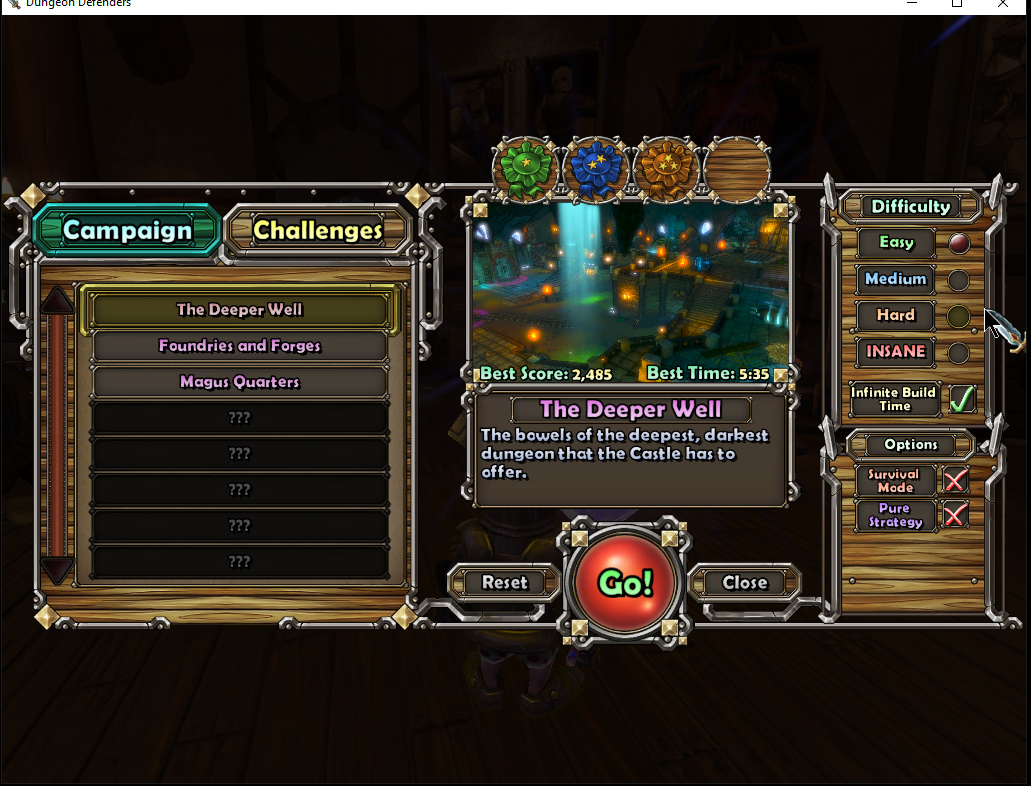 Dungeon Defenders
Campaign
Challenges
The Deeper Well
Foundries and Forges
Magus Quarters
???
???
???
???
???
Best Score: 2,485
Best Time: 5:35
The Deeper Well
The bowels of the deepest, darkest
dungeon that the Castle has to
offer.
Reset
Go!
Close
Difficulty
Easy
Medium
Hard
INSANE
Infinite Build
Time
Options
Survival
Mode
Pure
Strategy